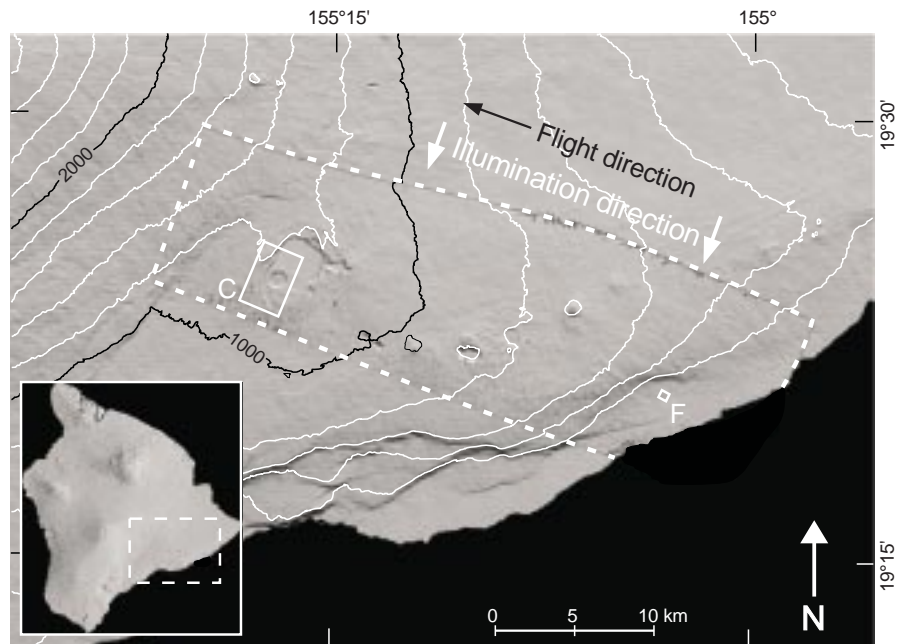 155°15'
155°
19°30'
2000
Flight direction
Illumination direction
C
1000
F
19°15'
0 5 10 km
N